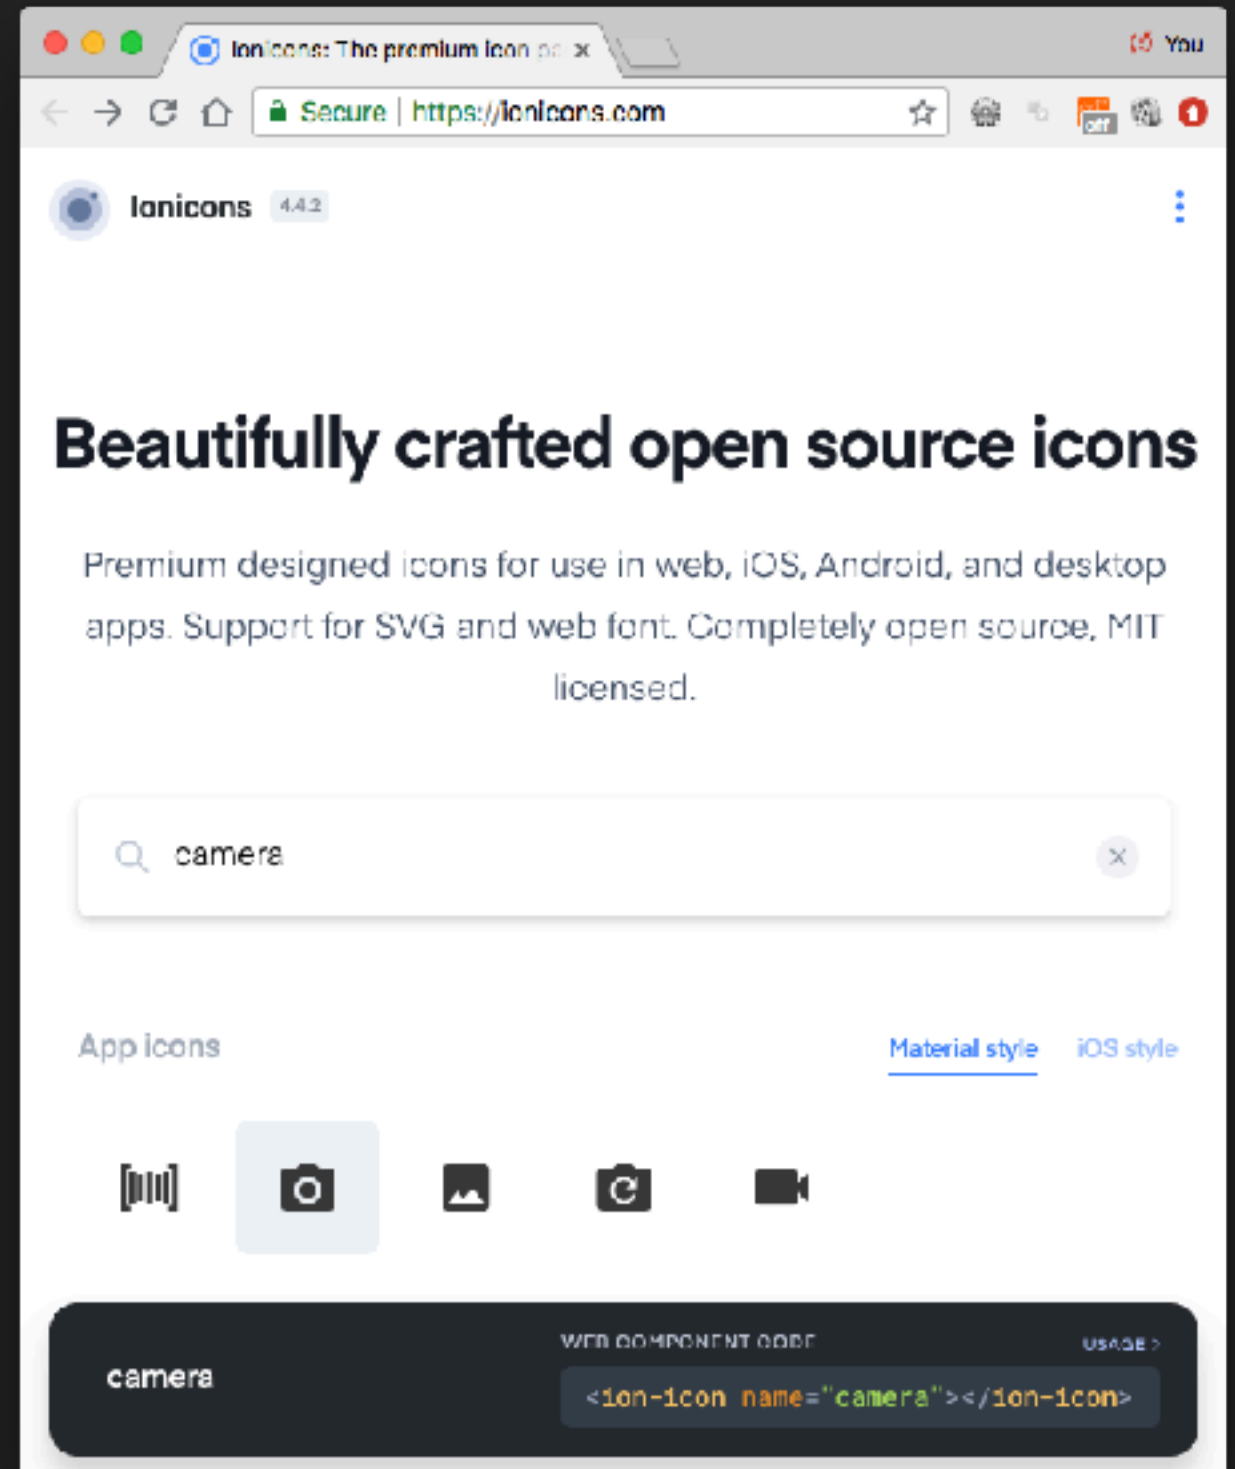 Ionicons: The premium icon pa
You
Secure | https://ionicons.com
off
Ionicons 4.4.2
Beautifully crafted open source icons
Premium designed icons for use in web, iOS, Android, and desktop
apps. Support for SVG and web font. Completely open source, MIT
licensed.
camera
App icons
Material style iOS style
WEB COMPONENT CODE USAGE >
camera
<ion-icon name="camera"></ion-icon>